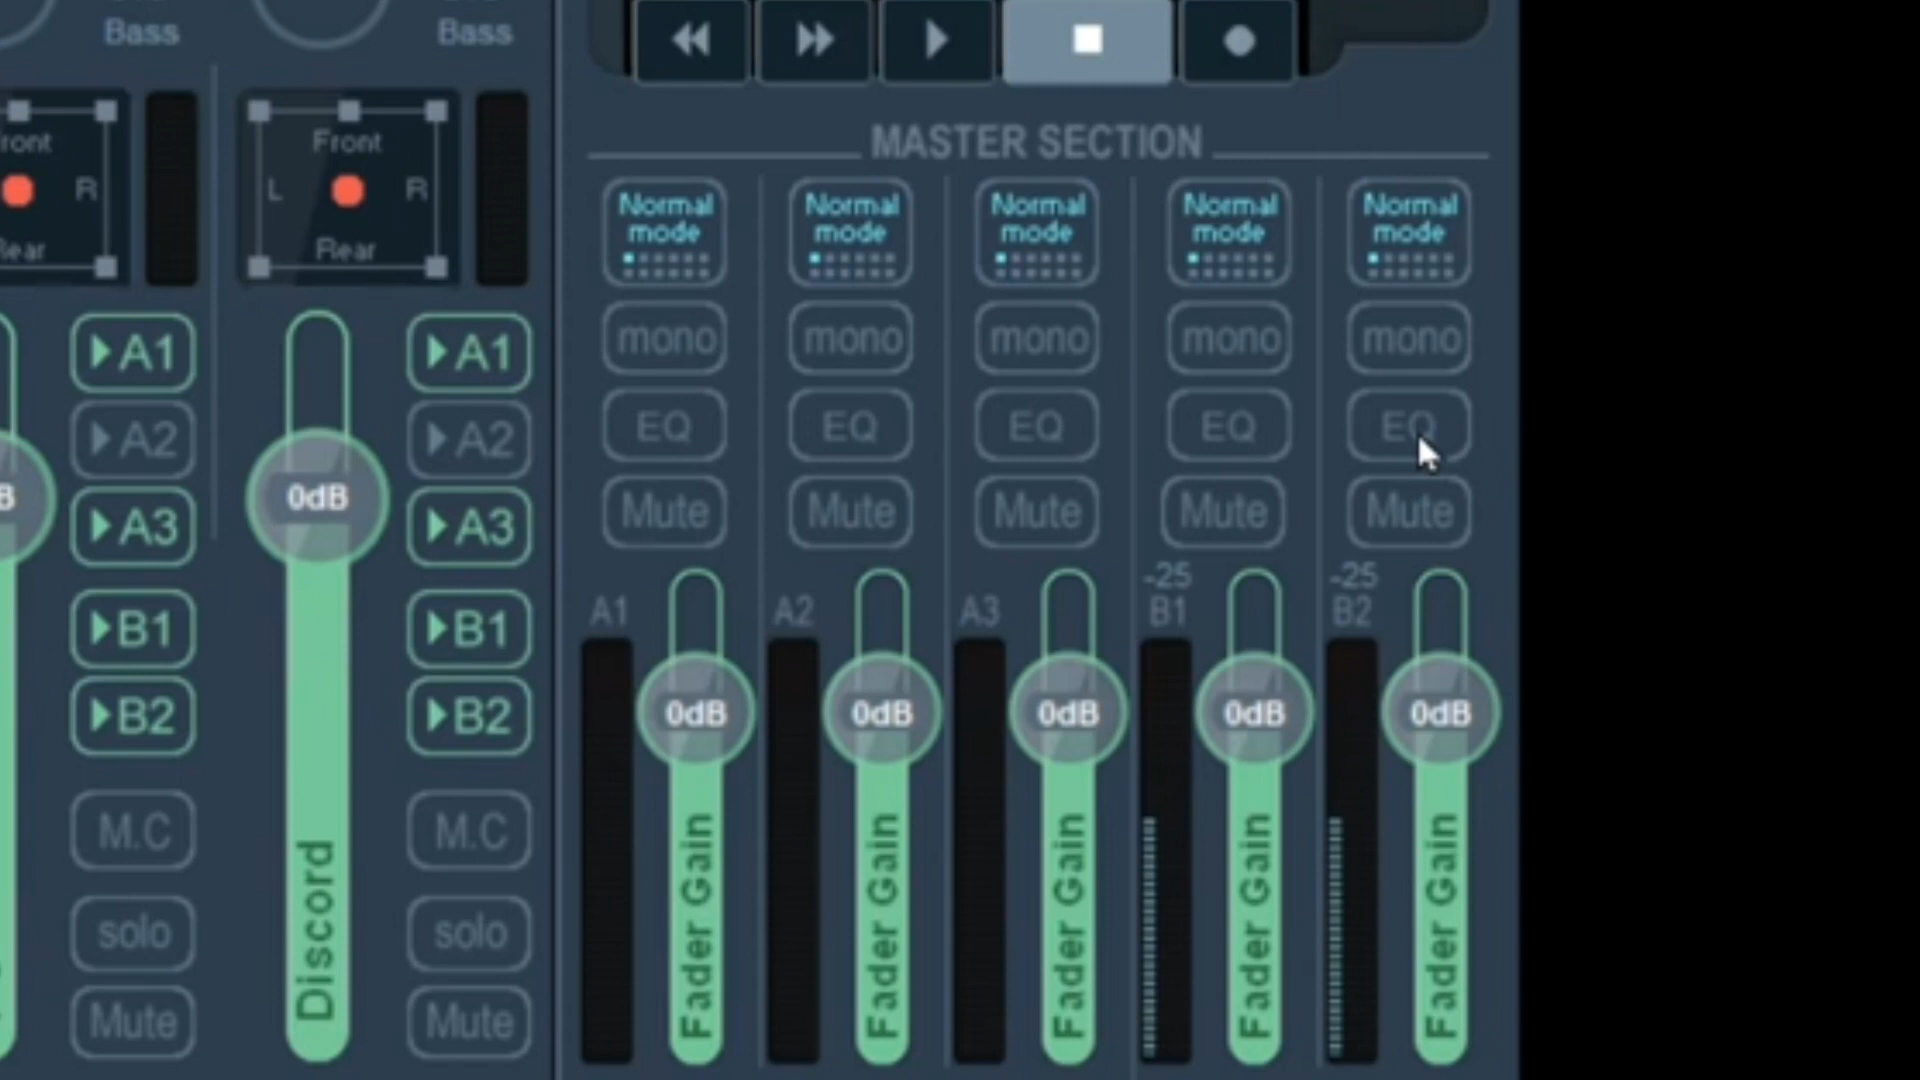 Bass
Bass
Front
L
R
Rear
R
MASTER SECTION
Normal mode
Normal mode
Normal mode
Normal mode
Normal mode
mono
mono
mono
mono
mono
EQ
EQ
EQ
EQ
EQ
Mute
Mute
Mute
Mute
Mute
A1
A2
A3
B1
B2
M.C
solo
Mute
0dB
Discord
A1
A2
A3
B1
B2
M.C
solo
Mute
A1
0dB
Fader Gain
A2
0dB
Fader Gain
A3
0dB
Fader Gain
-25
B1
0dB
Fader Gain
-25
B2
0dB
Fader Gain